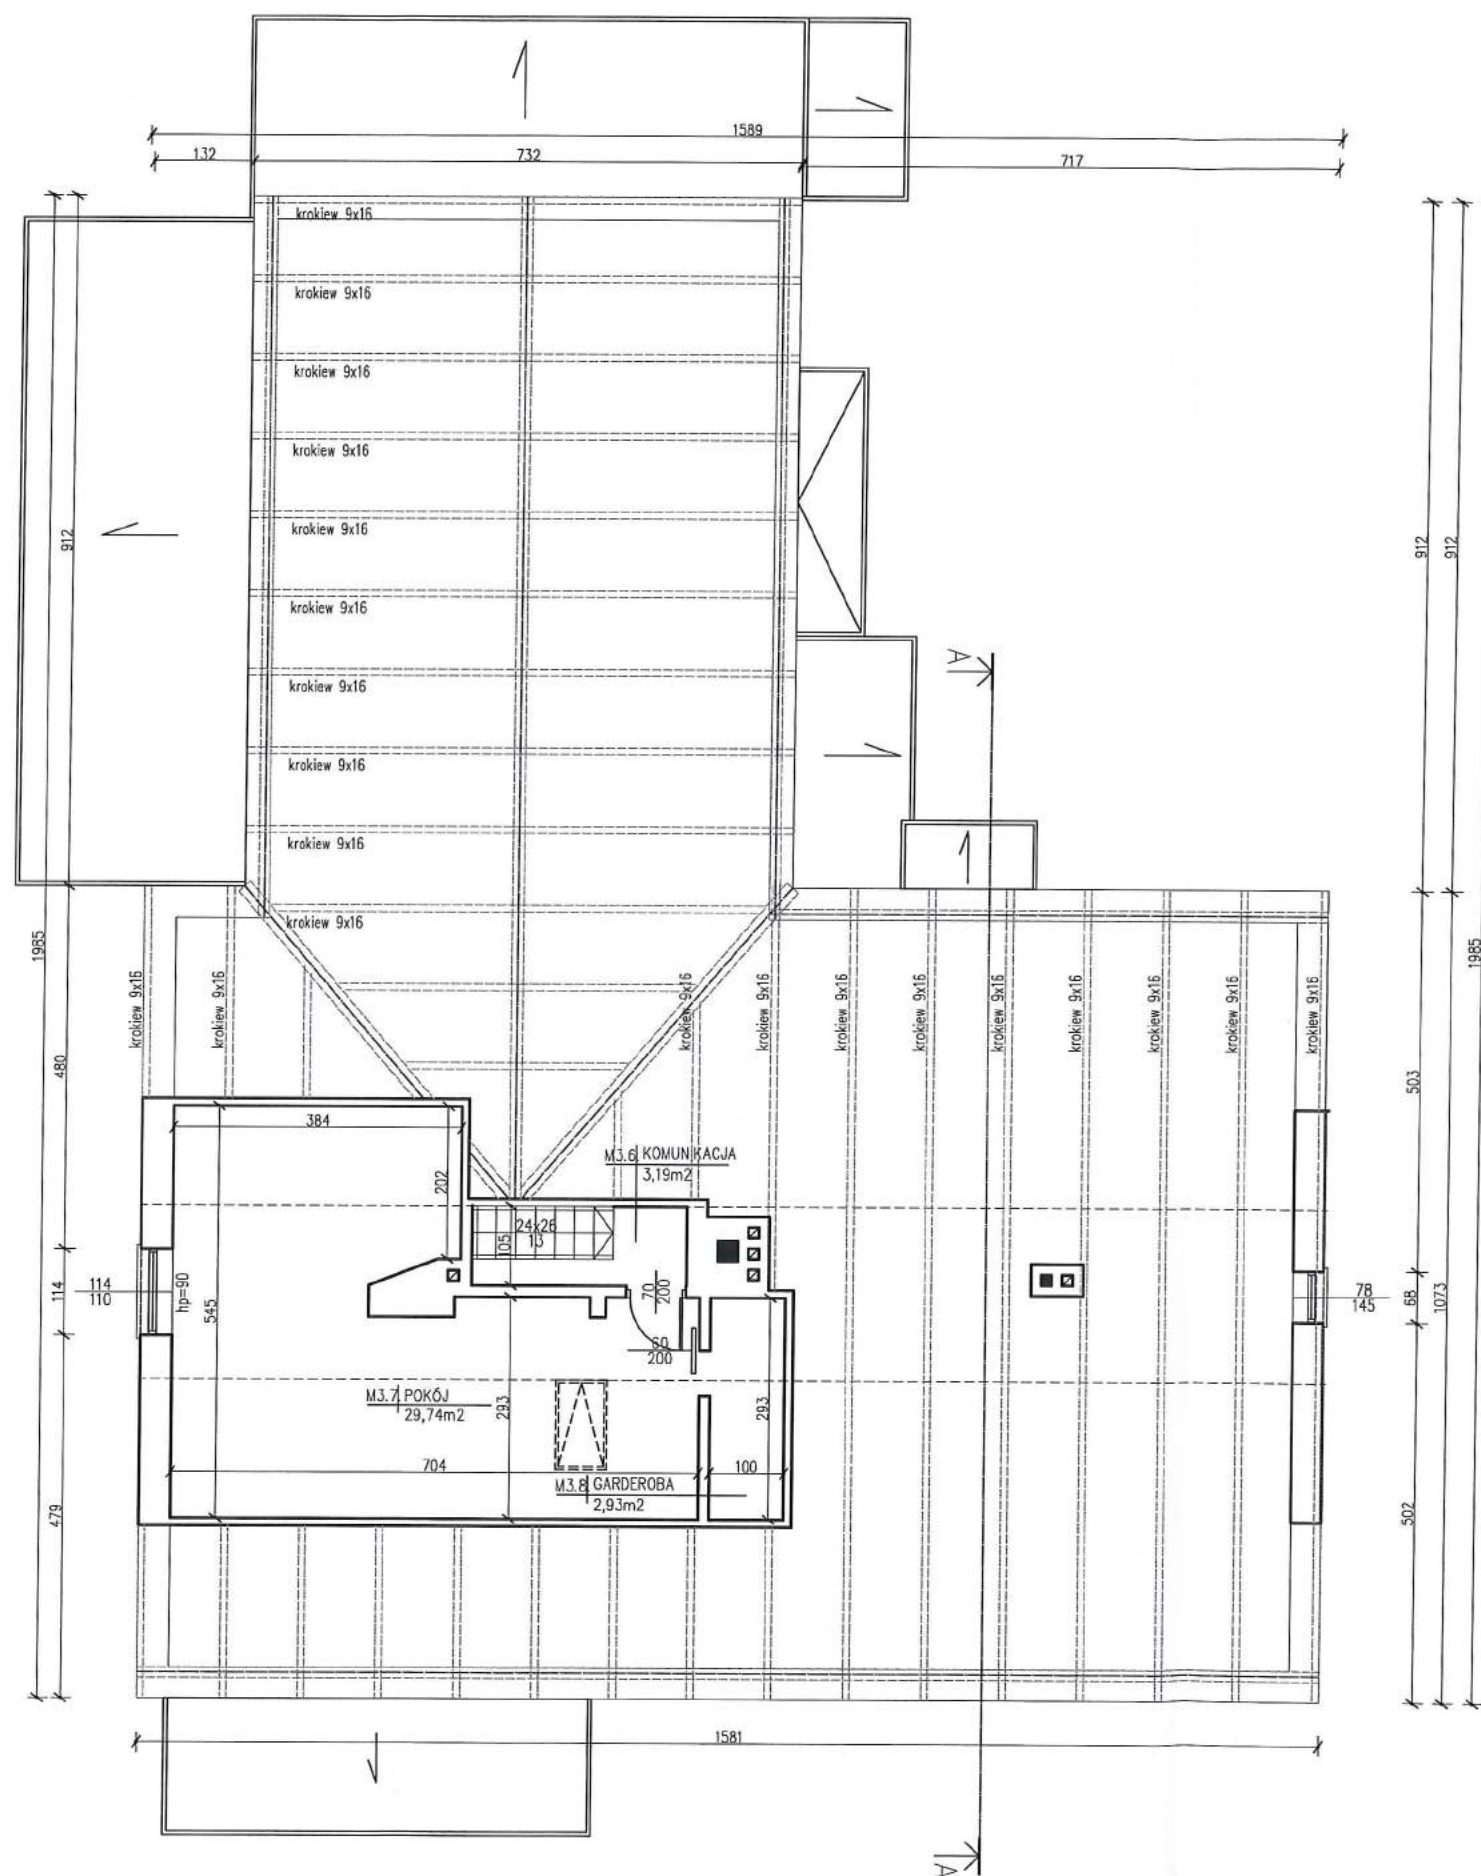 1589
132
732
717
krokiew 9x16
krokiew 9x16
krokiew 9x16
krokiew 9x16
krokiew 9x16
krokiew 9x16
krokiew 9x16
krokiew 9x16
krokiew 9x16
krokiew 9x16
912
912
912
A
1985
1985
480
503
krokiew 9x16
krokiew 9x16
krokiew 9x16
krokiew 9x16
krokiew 9x16
krokiew 9x16
krokiew 9x16
krokiew 9x16
krokiew 9x16
krokiew 9x16
krokiew 9x16
384
202
M3.6 KOMUNIKACJA
3,19m2
24x26
13
105
114
114
110
hp=90
545
70
200
60
200
78
145
68
1073
M3.7 POKÓJ
29,74m2
293
293
704
100
M3.8 GARDEROBA
2,93m2
479
502
1581
A